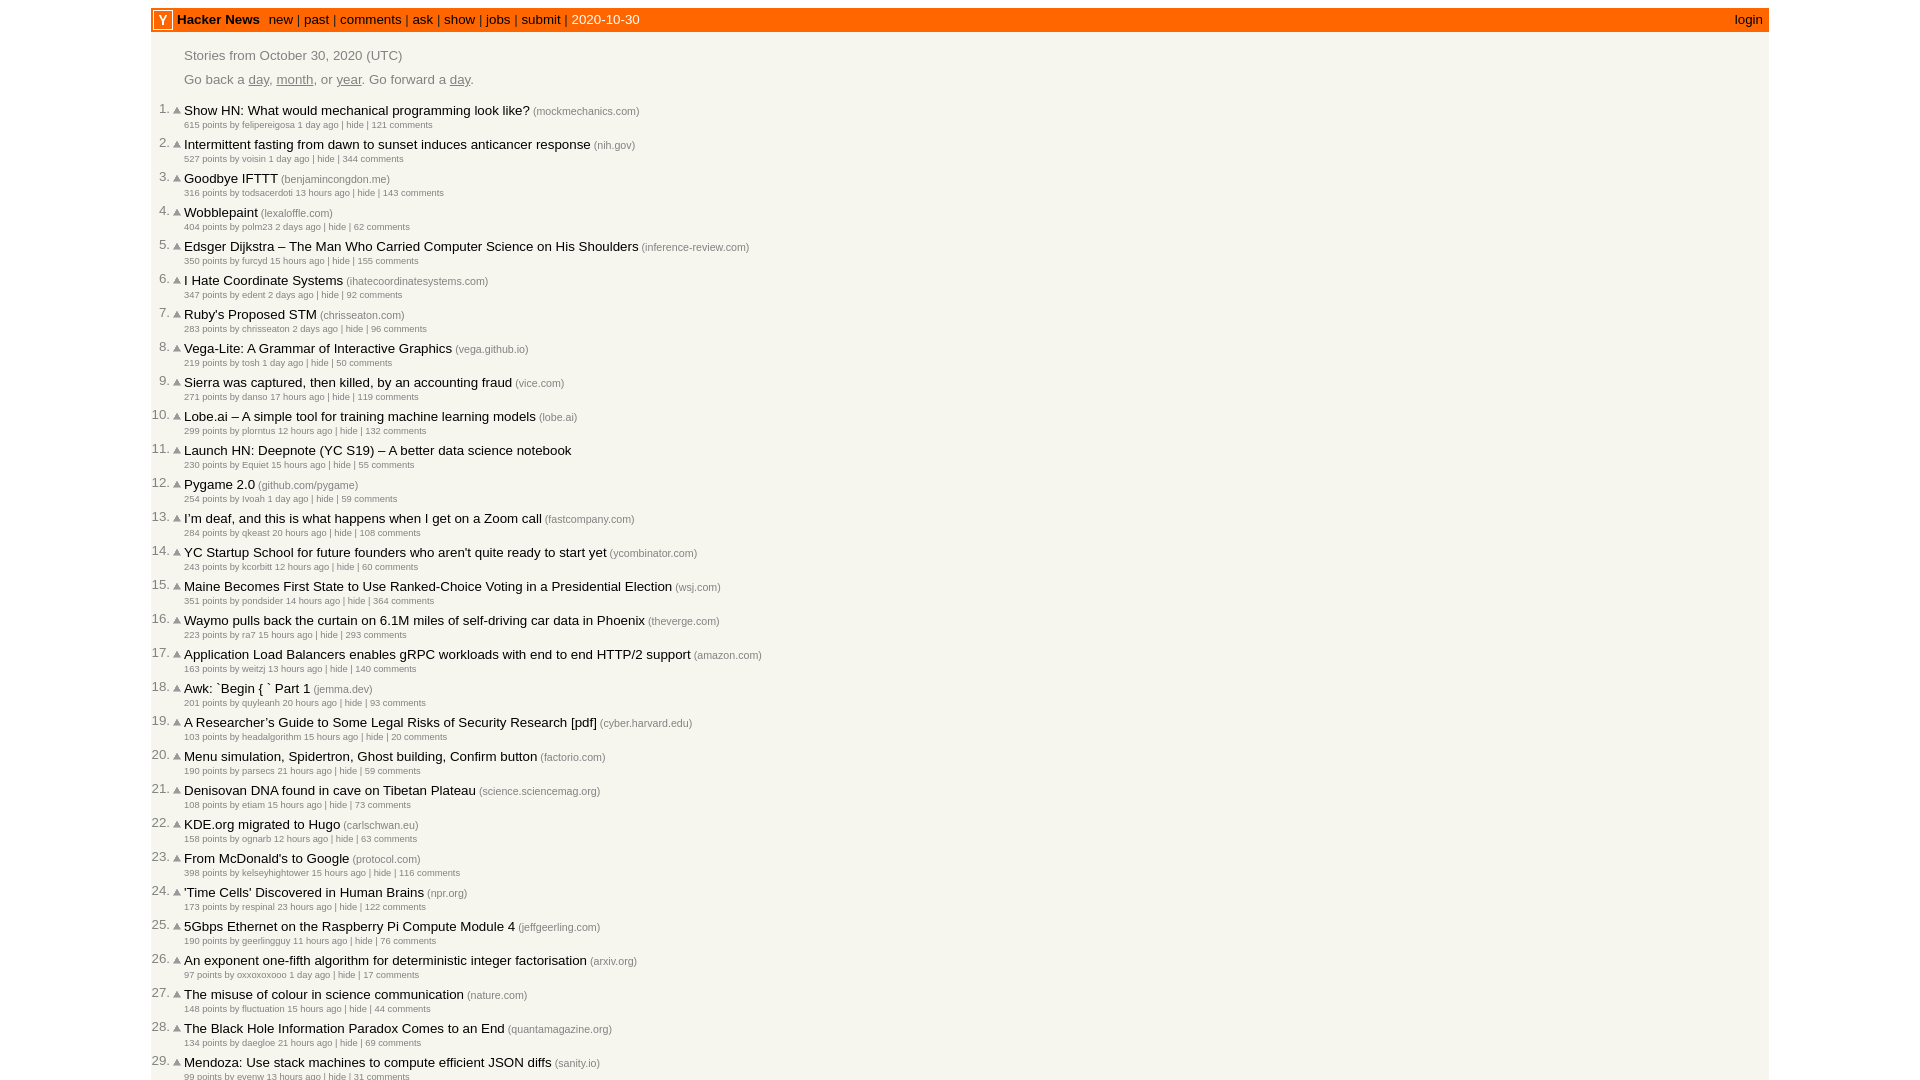 Y Hacker News new | past | comments | ask | show | jobs | submit | 2020-10-30 login
Stories from October 30, 2020 (UTC)
Go back a day, month, or year. Go forward a day.
1. Show HN: What would mechanical programming look like? (mockmechanics.com)
615 points by felipereigosa 1 day ago | hide | 121 comments
2. Intermittent fasting from dawn to sunset induces anticancer response (nih.gov)
527 points by voisin 1 day ago | hide | 344 comments
3. Goodbye IFTTT (benjamincongdon.me)
316 points by todsacerdoti 13 hours ago | hide | 143 comments
4. Wobblepaint (lexaloffle.com)
404 points by polm23 2 days ago | hide | 62 comments
5. Edsger Dijkstra – The Man Who Carried Computer Science on His Shoulders (inference-review.com)
350 points by furcyd 15 hours ago | hide | 155 comments
6. I Hate Coordinate Systems (ihatecoordinatesystems.com)
347 points by edent 2 days ago | hide | 92 comments
7. Ruby's Proposed STM (chrisseaton.com)
283 points by chrisseaton 2 days ago | hide | 96 comments
8. Vega-Lite: A Grammar of Interactive Graphics (vega.github.io)
219 points by tosh 1 day ago | hide | 50 comments
9. Sierra was captured, then killed, by an accounting fraud (vice.com)
271 points by danso 17 hours ago | hide | 119 comments
10. Lobe.ai – A simple tool for training machine learning models (lobe.ai)
299 points by plorntus 12 hours ago | hide | 132 comments
11. Launch HN: Deepnote (YC S19) – A better data science notebook
230 points by Equiet 15 hours ago | hide | 55 comments
12. Pygame 2.0 (github.com/pygame)
254 points by lvoah 1 day ago | hide | 59 comments
13. I’m deaf, and this is what happens when I get on a Zoom call (fastcompany.com)
284 points by qkeast 20 hours ago | hide | 108 comments
14. YC Startup School for future founders who aren't quite ready to start yet (ycombinator.com)
243 points by kcorbitt 12 hours ago | hide | 60 comments
15. Maine Becomes First State to Use Ranked-Choice Voting in a Presidential Election (wsj.com)
351 points by pondsider 14 hours ago | hide | 364 comments
16. Waymo pulls back the curtain on 6.1M miles of self-driving car data in Phoenix (theverge.com)
223 points by ra7 15 hours ago | hide | 293 comments
17. Application Load Balancers enables gRPC workloads with end to end HTTP/2 support (amazon.com)
163 points by weitzj 13 hours ago | hide | 140 comments
18. Awk: `Begin { ` Part 1 (jemma.dev)
201 points by quyleanh 20 hours ago | hide | 93 comments
19. A Researcher’s Guide to Some Legal Risks of Security Research [pdf] (cyber.harvard.edu)
103 points by headalgorithm 15 hours ago | hide | 20 comments
20. Menu simulation, Spidertron, Ghost building, Confirm button (factorio.com)
190 points by parsecs 21 hours ago | hide | 59 comments
21. Denisovan DNA found in cave on Tibetan Plateau (science.sciencemag.org)
108 points by etiam 15 hours ago | hide | 73 comments
22. KDE.org migrated to Hugo (carlschwan.eu)
158 points by ognarb 12 hours ago | hide | 63 comments
23. From McDonald's to Google (protocol.com)
398 points by kelseyhightower 15 hours ago | hide | 116 comments
24. 'Time Cells' Discovered in Human Brains (npr.org)
173 points by respinal 23 hours ago | hide | 122 comments
25. 5Gbps Ethernet on the Raspberry Pi Compute Module 4 (jeffgeerling.com)
190 points by geerlingguy 11 hours ago | hide | 76 comments
26. An exponent one-fifth algorithm for deterministic integer factorisation (arxiv.org)
97 points by oxxoxoxooo 1 day ago | hide | 17 comments
27. The misuse of colour in science communication (nature.com)
148 points by fluctuation 15 hours ago | hide | 44 comments
28. The Black Hole Information Paradox Comes to an End (quantamagazine.org)
134 points by daegloe 21 hours ago | hide | 69 comments
29. Mendoza: Use stack machines to compute efficient JSON diffs (sanity.io)
99 points by evenw 13 hours ago | hide | 31 comments